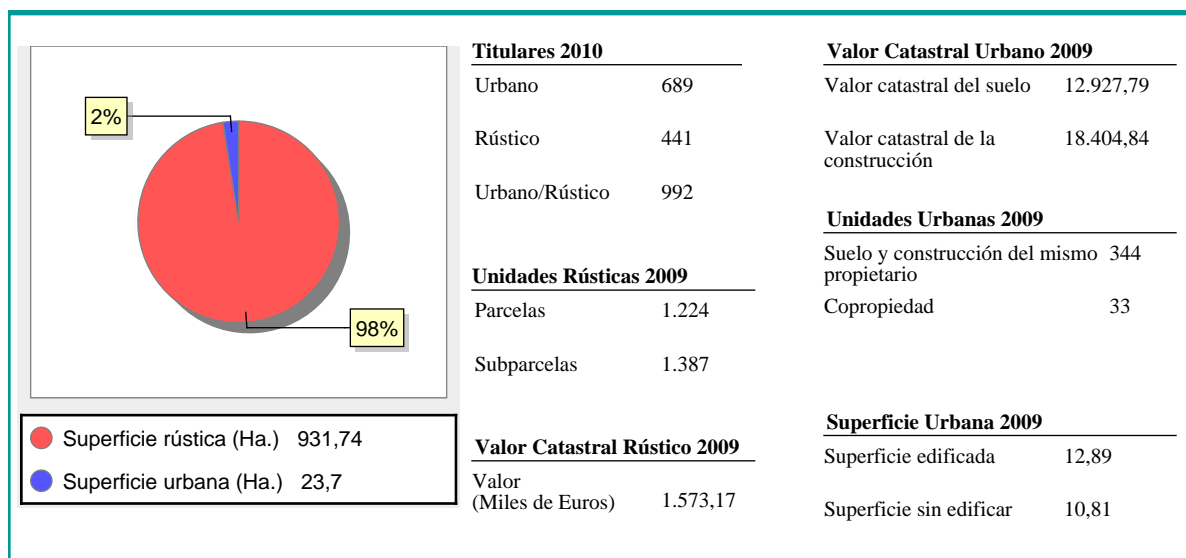 2%
98%
Superficie rústica (Ha.) 931,74
Superficie urbana (Ha.) 23,7
Titulares 2010
Urbano 689
Rústico 441
Urbano/Rústico 992
Unidades Rústicas 2009
Parcelas 1.224
Subparcelas 1.387
Valor Catastral Rústico 2009
Valor
(Miles de Euros) 1.573,17
Valor Catastral Urbano 2009
Valor catastral del suelo 12.927,79
Valor catastral de la 18.404,84
construcción
Unidades Urbanas 2009
Suelo y construcción del mismo 344
propietario
Copropiedad 33
Superficie Urbana 2009
Superficie edificada 12,89
Superficie sin edificar 10,81